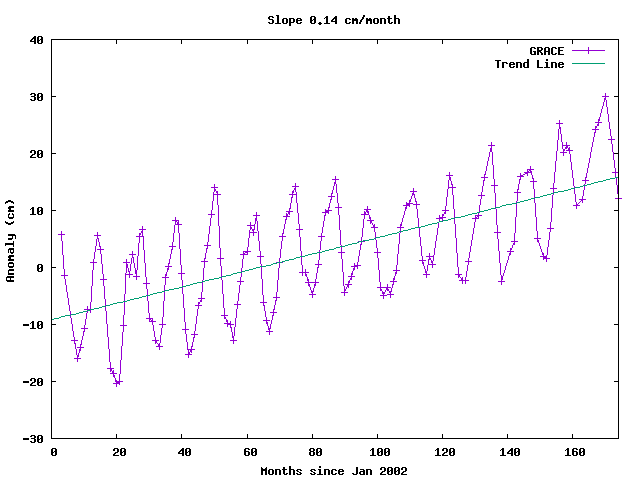 Slope 0.14 cm/month
GRACE
Trend Line
40
30
20
10
0
-10
-20
-30
Anomaly (cm)
0 20 40 60 80 100 120 140 160
Months since Jan 2002